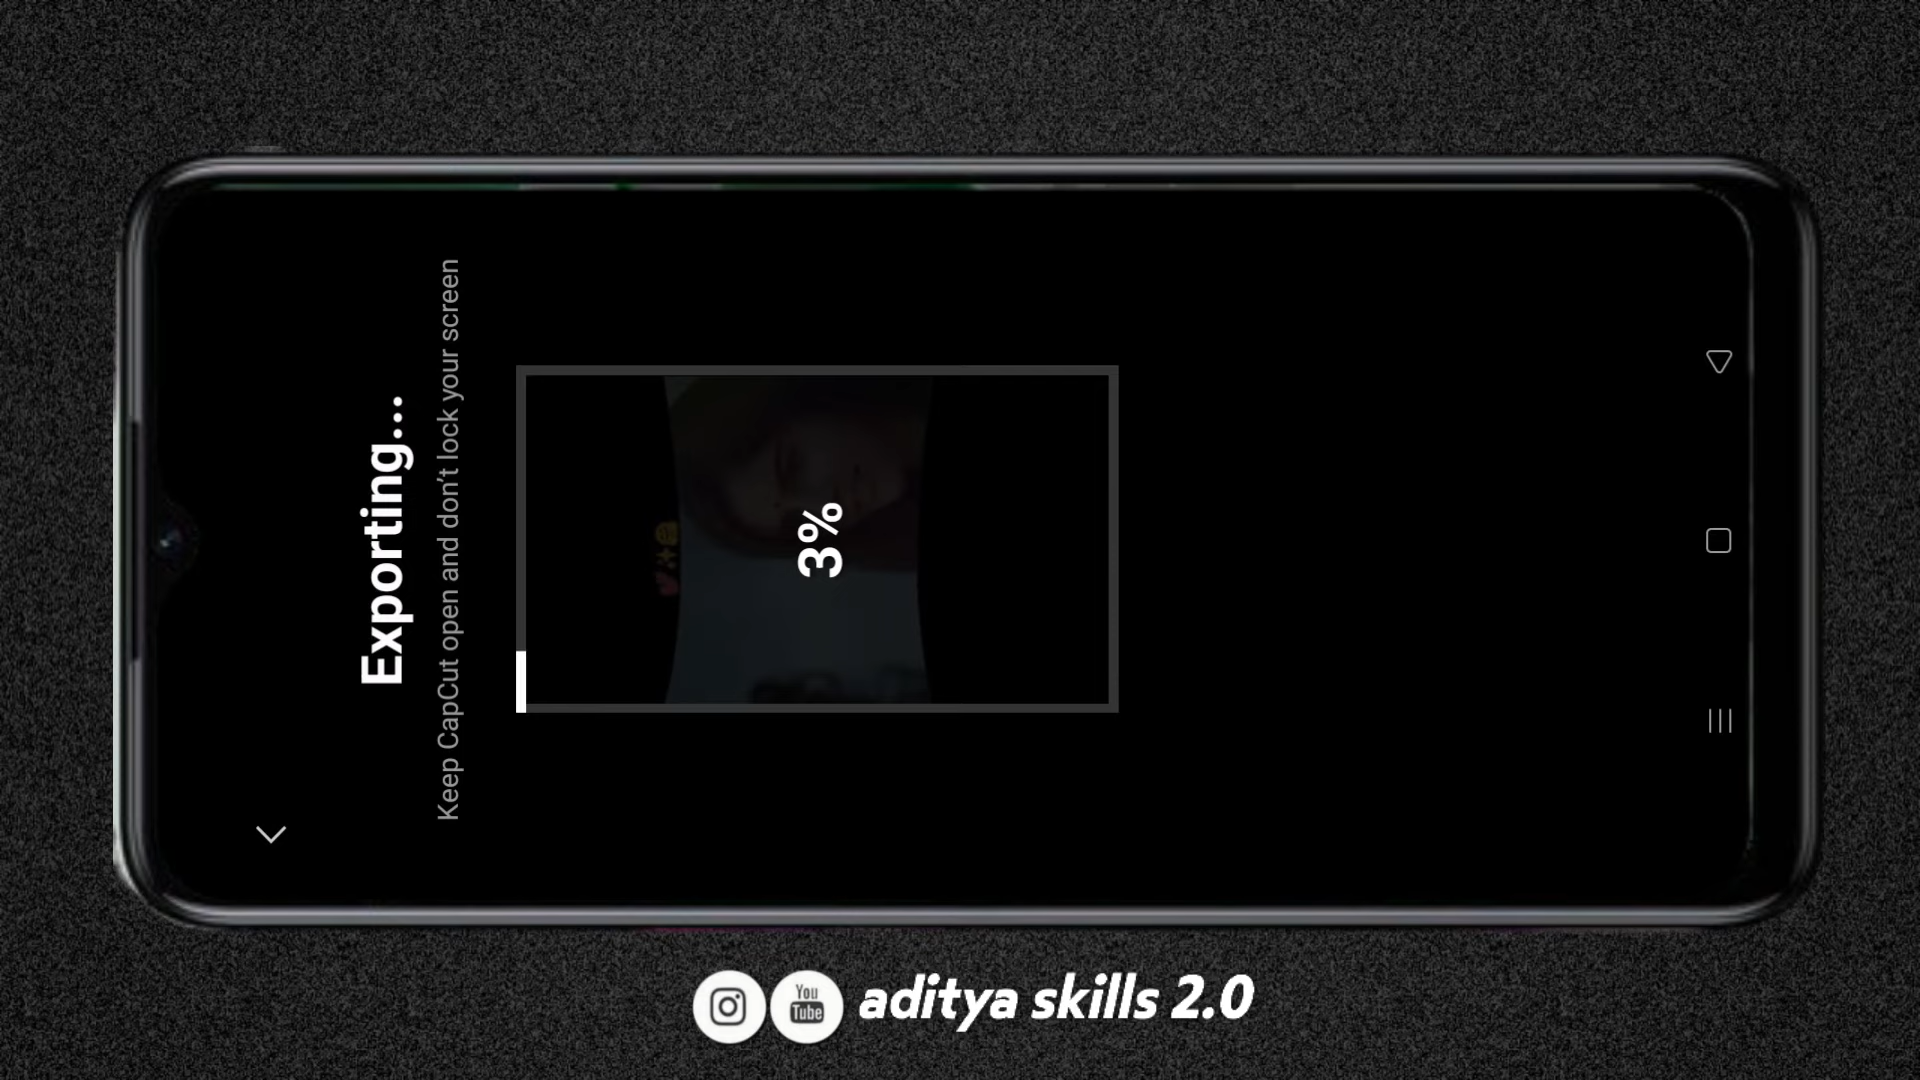 Exporting...
Keep CapCut open and don't lock your screen
3%
You
Tube
aditya skills 2.0